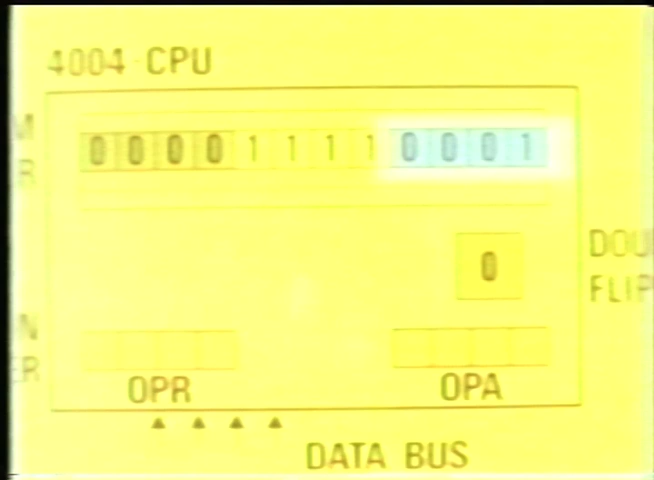 4004 CPU
0 0 0 0 1 1 1 1 0 0 0 1
0
OPR OPA
DATA BUS